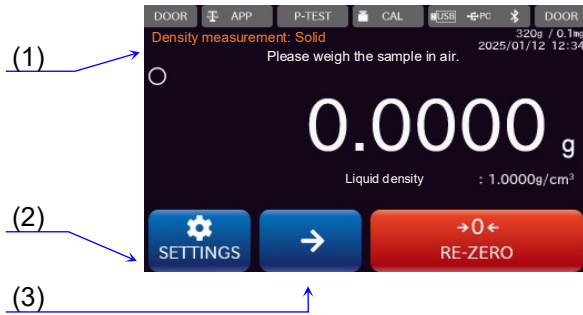 DOOR APP P-TEST CAL USB PC DOOR
Density measurement: Solid
320g / 0.1mg
2025/01/12 12:34
Please weigh the sample in air.
(1)
0.0000 g
Liquid density : 1.0000g/cm³
(2)
SETTINGS
→
→0←
RE-ZERO
(3)